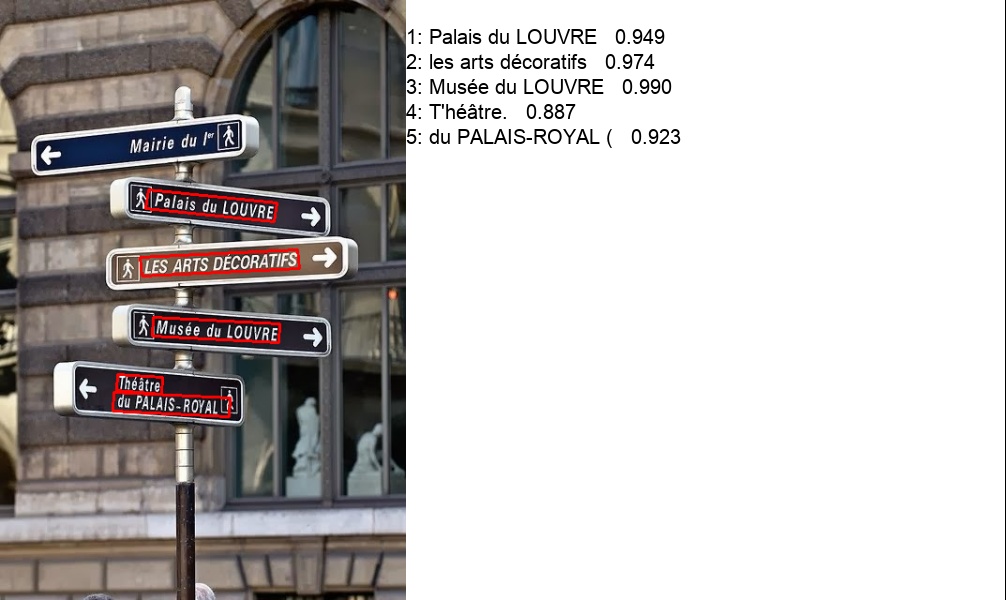 Mairie du Ier
Palais du LOUVRE
LES ARTS DÉCORATIFS
Musée du LOUVRE
Théâtre
du PALAIS-ROYAL
1: Palais du LOUVRE 0.949
2: les arts décoratifs 0.974
3: Musée du LOUVRE 0.990
4: T'héâtre. 0.887
5: du PALAIS-ROYAL ( 0.923